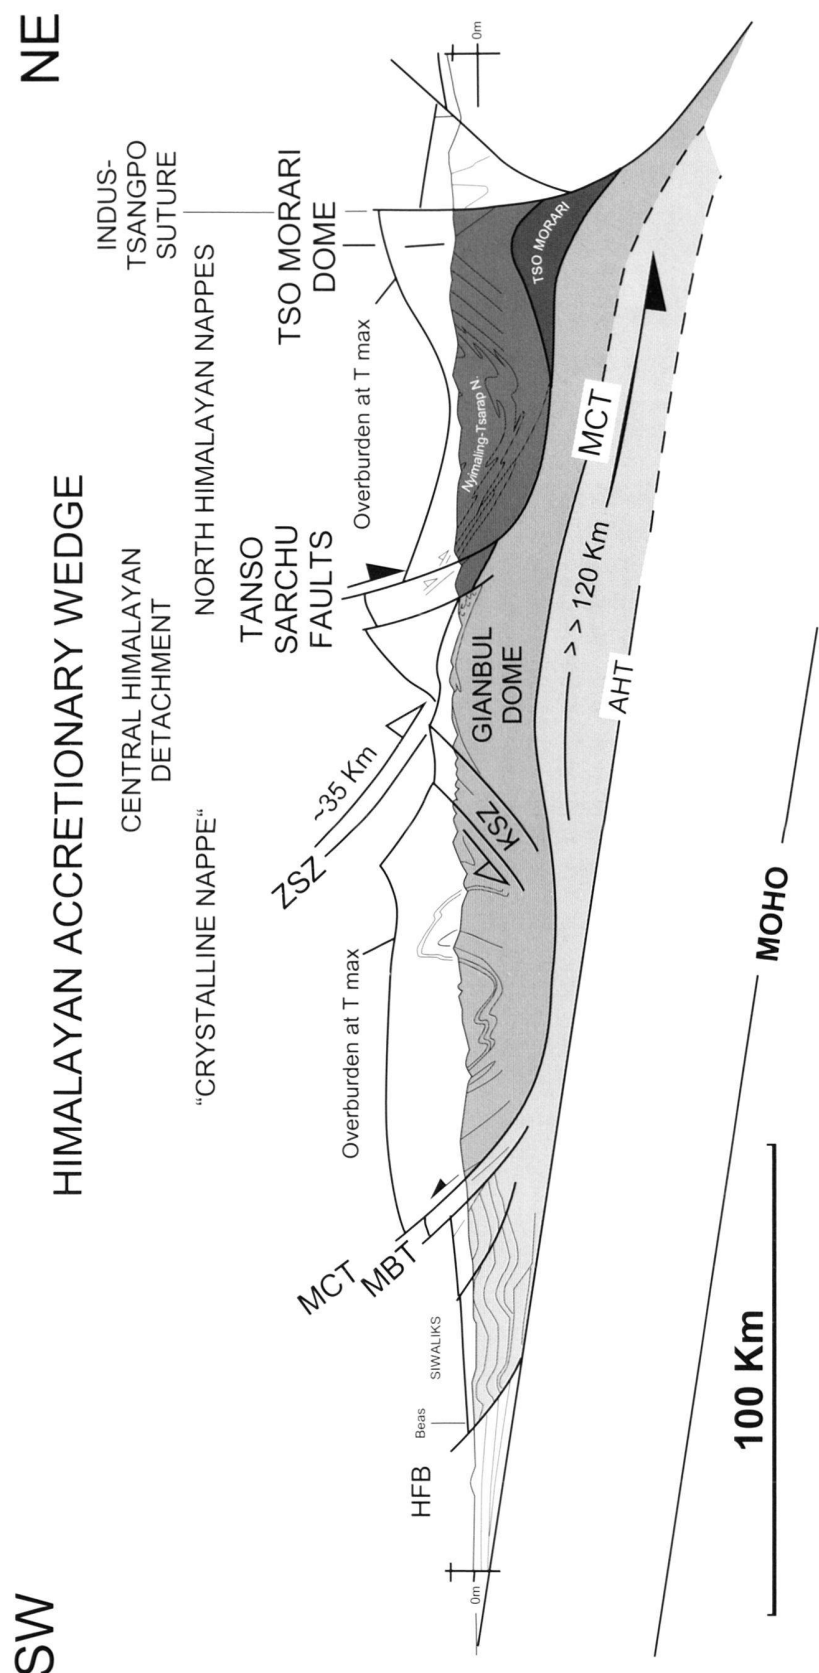 SW
NE
HIMALAYAN ACCRETIONARY WEDGE
"CRYSTALLINE NAPPE"
CENTRAL HIMALAYAN
DETACHMENT
NORTH HIMALAYAN NAPPES
INDUS-
TSANGPO
SUTURE
ZSZ
~35 Km
TANSO
SARCHU
FAULTS
TSO MORARI
DOME
MCT
MBT
Overburden at T max
Overburden at T max
HFB
Beas
SIWALIKS
0m
0m
KSZ
GIANBUL
DOME
Nyimaling-Tsarap N.
TSO MORARI
> > 120 Km
MCT
AHT
MOHO
100 Km